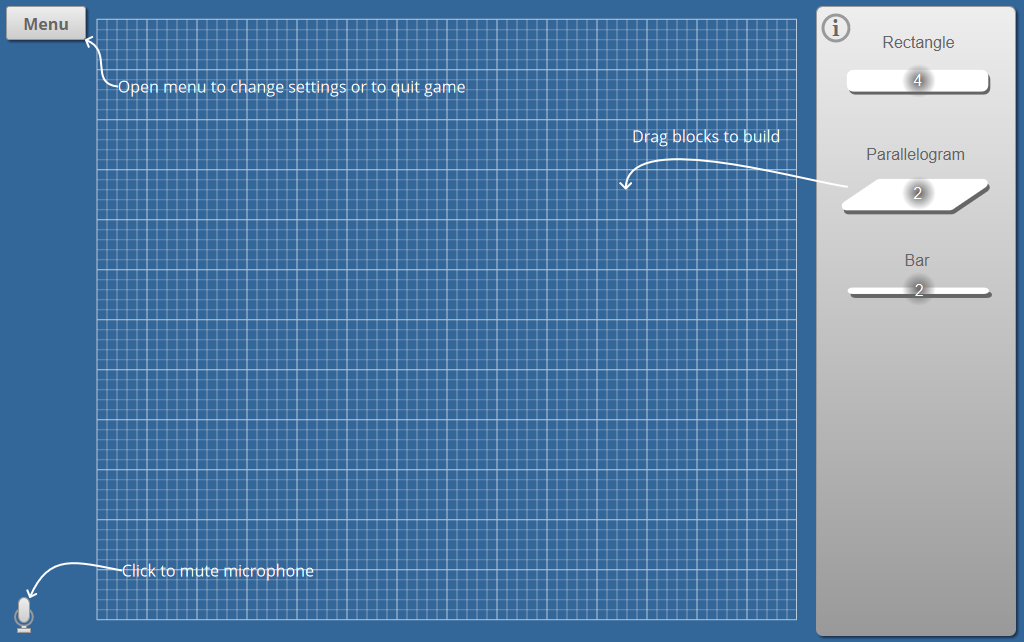 Menu
Open menu to change settings or to quit game
i
Rectangle
4
Drag blocks to build
Parallelogram
2
Bar
2
Click to mute microphone